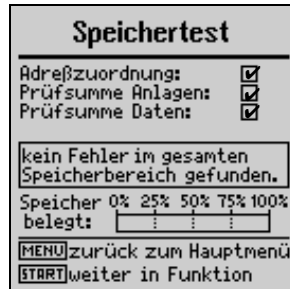 Speichertest
Adreßzuordnung:
Prüfsumme Anlagen:
Prüfsumme Daten:
kein Fehler im gesamten
Speicherbereich gefunden.
Speicher 0% 25% 50% 75% 100%
belegt:
MENU zurück zum Hauptmenü
START weiter in Funktion